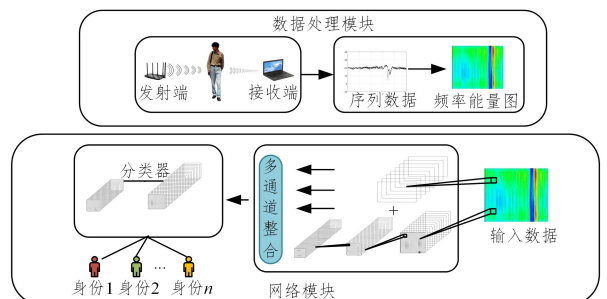 数据处理模块
发射端
接收端
序列数据
频率能量图
分类器
多通道整合
+
输入数据
身份1 身份2 … 身份n
网络模块